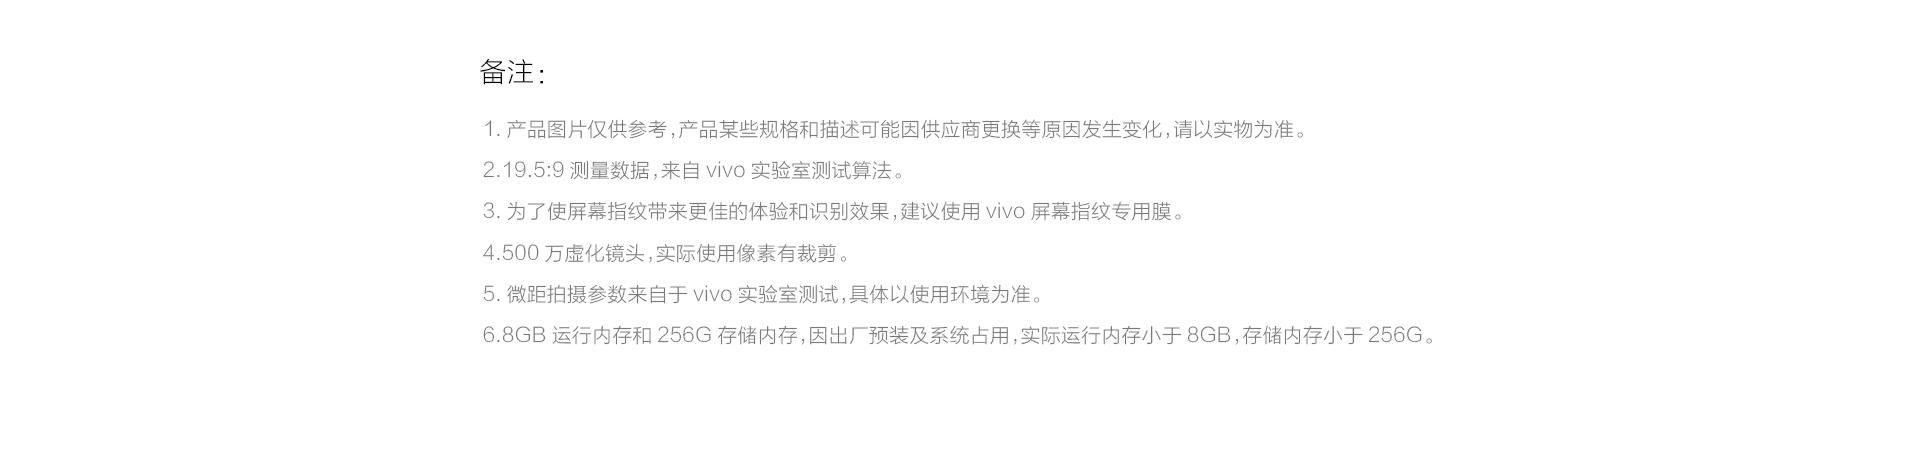 备注：
1. 产品图片仅供参考，产品某些规格和描述可能因供应商更换等原因发生变化，请以实物为准。
2.19.5:9 测量数据，来自 vivo 实验室测试算法。
3. 为了使屏幕指纹带来更佳的体验和识别效果，建议使用 vivo 屏幕指纹专用膜。
4.500 万虚化镜头，实际使用像素有裁剪。
5. 微距拍摄参数来自于 vivo 实验室测试，具体以使用环境为准。
6.8GB 运行内存和 256G 存储内存，因出厂预装及系统占用，实际运行内存小于 8GB，存储内存小于 256G。